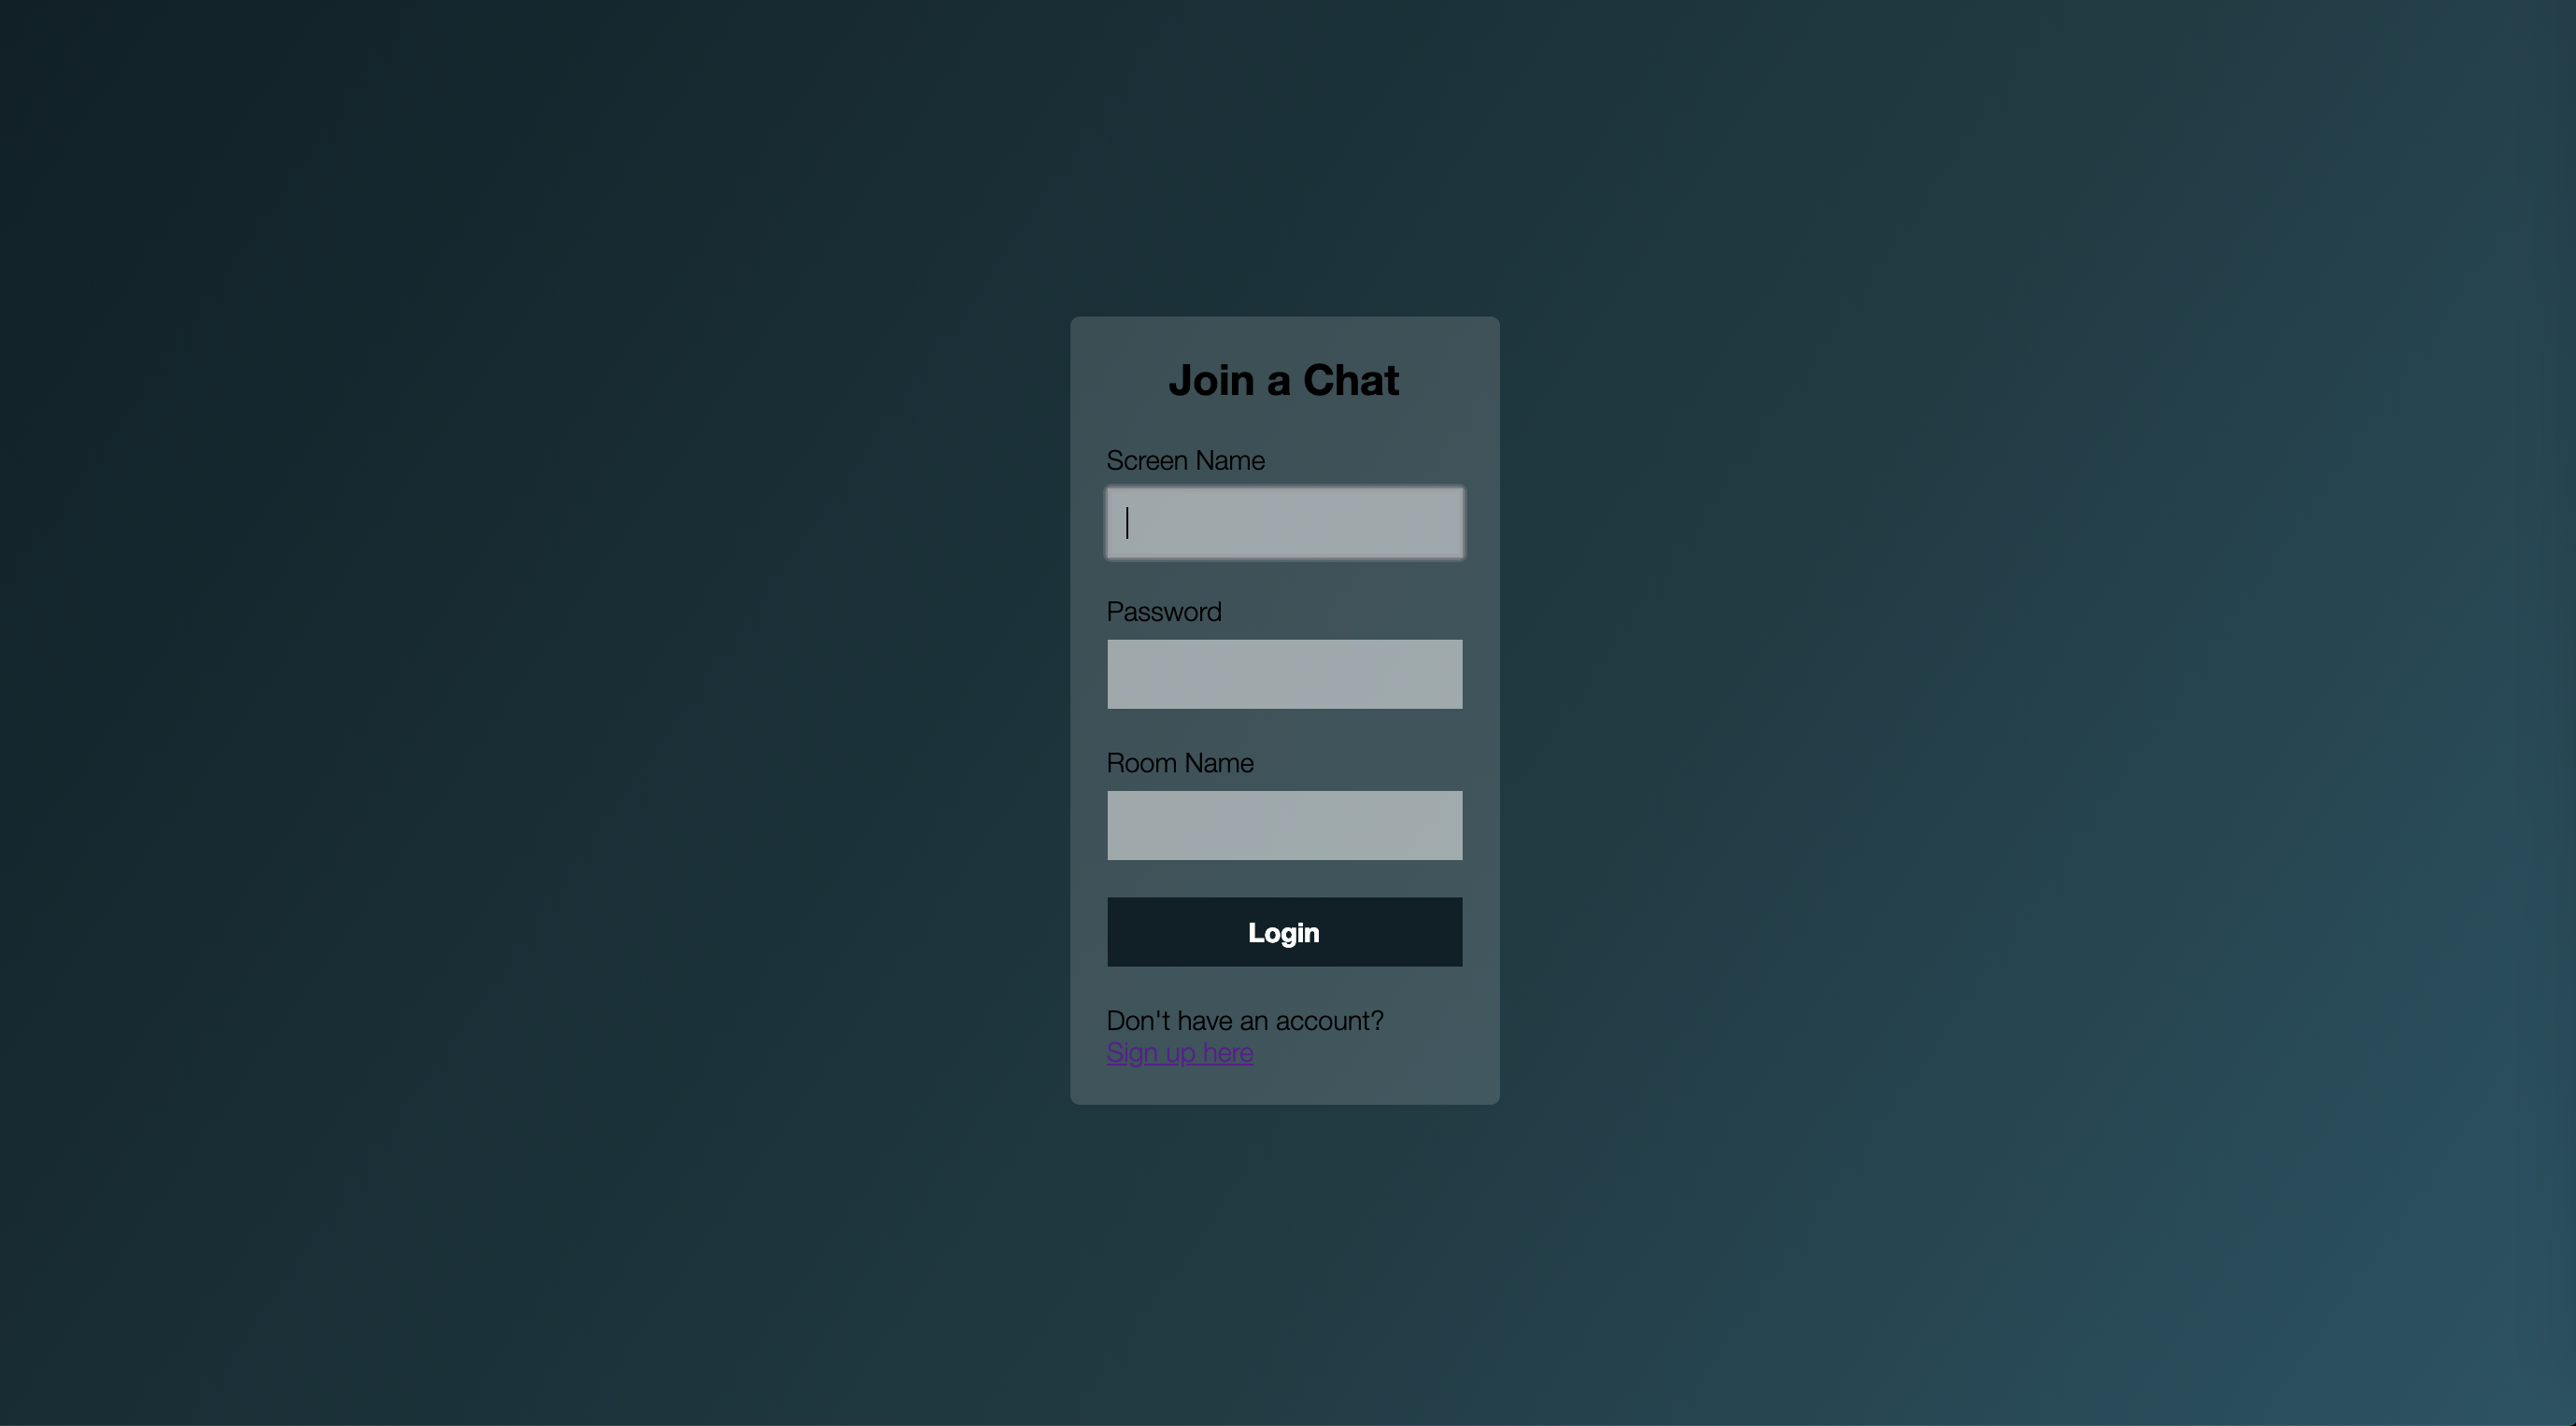 Join a Chat
Screen Name
Password
Room Name
Login
Don't have an account?
Sign up here